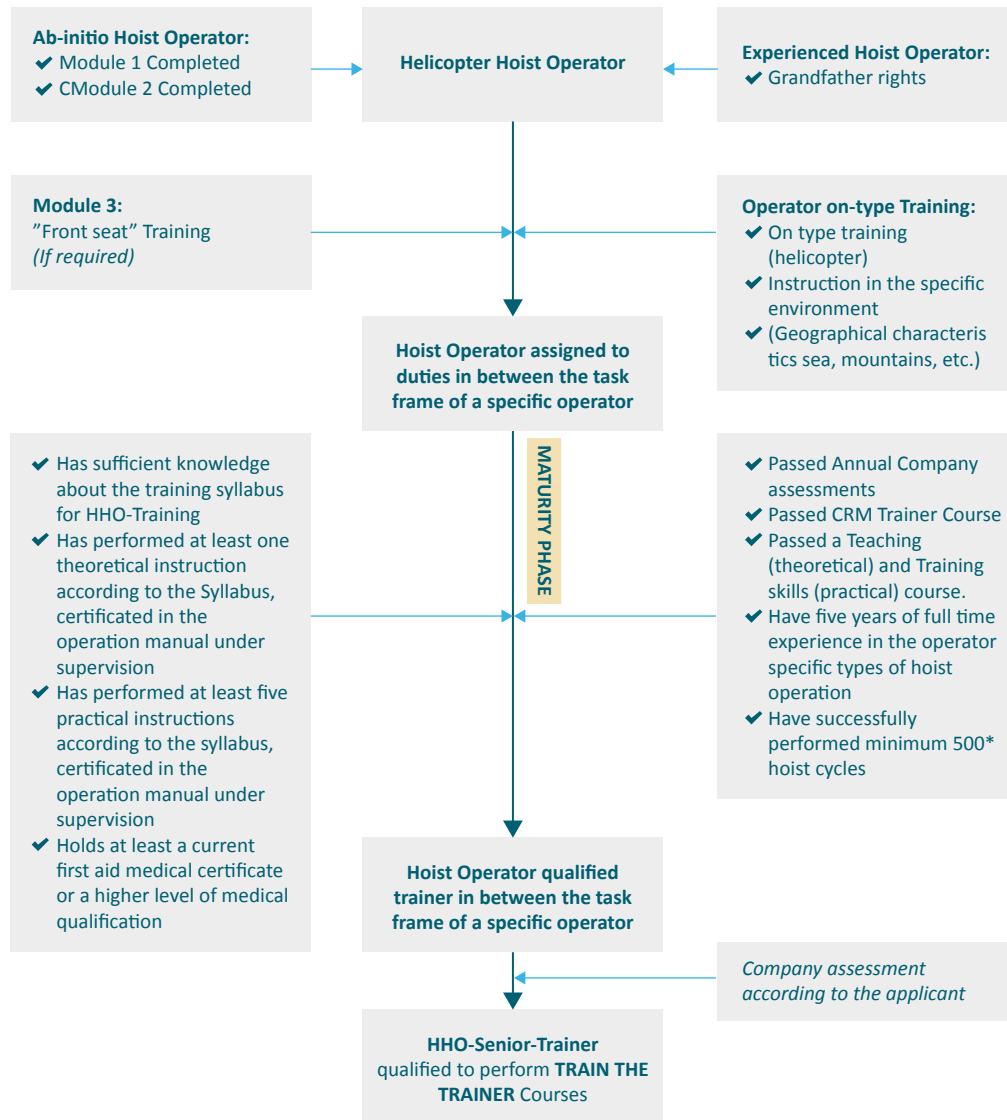 Ab-initio Hoist Operator:
✔ Module 1 Completed
✔ CModule 2 Completed
Helicopter Hoist Operator
Experienced Hoist Operator:
✔ Grandfather rights
Module 3:
”Front seat” Training
(If required)
Operator on-type Training:
✔ On type training
(helicopter)
✔ Instruction in the specific
environment
✔ (Geographical characteris
tics sea, mountains, etc.)
Hoist Operator assigned to
duties in between the task
frame of a specific operator
MATURITY PHASE
✔ Has sufficient knowledge
about the training syllabus
for HHO-Training
✔ Has performed at least one
theoretical instruction
according to the Syllabus,
certificated in the
operation manual under
supervision
✔ Has performed at least five
practical instructions
according to the syllabus,
certificated in the
operation manual under
supervision
✔ Holds at least a current
first aid medical certificate
or a higher level of medical
qualification
✔ Passed Annual Company
assessments
✔ Passed CRM Trainer Course
✔ Passed a Teaching
(theoretical) and Training
skills (practical) course.
✔ Have five years of full time
experience in the operator
specific types of hoist
operation
✔ Have successfully
performed minimum 500*
hoist cycles
Hoist Operator qualified
trainer in between the task
frame of a specific operator
Company assessment
according to the applicant
HHO-Senior-Trainer
qualified to perform TRAIN THE
TRAINER Courses